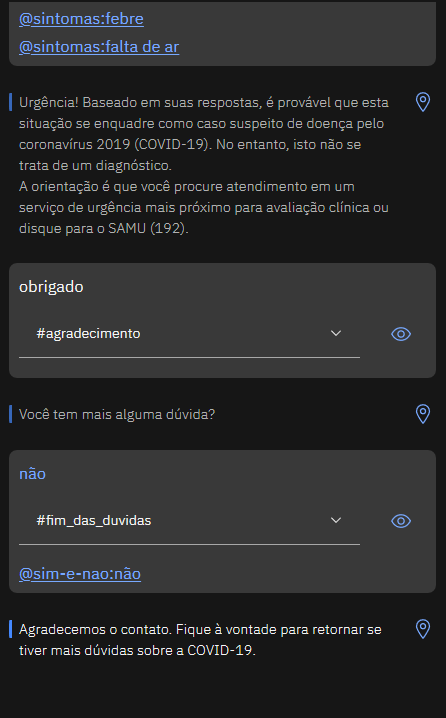 @sintomas:febre
@sintomas:falta de ar
Urgência! Baseado em suas respostas, é provável que esta
situação se enquadre como caso suspeito de doença pelo
coronavírus 2019 (COVID-19). No entanto, isto não se
trata de um diagnóstico.
A orientação é que você procure atendimento em um
serviço de urgência mais próximo para avaliação clínica ou
disque para o SAMU (192).
obrigado
#agradecimento
Você tem mais alguma dúvida?
não
#fim_das_duvidas
@sim-e-nao:não
Agradecemos o contato. Fique à vontade para retornar se
tiver mais dúvidas sobre a COVID-19.